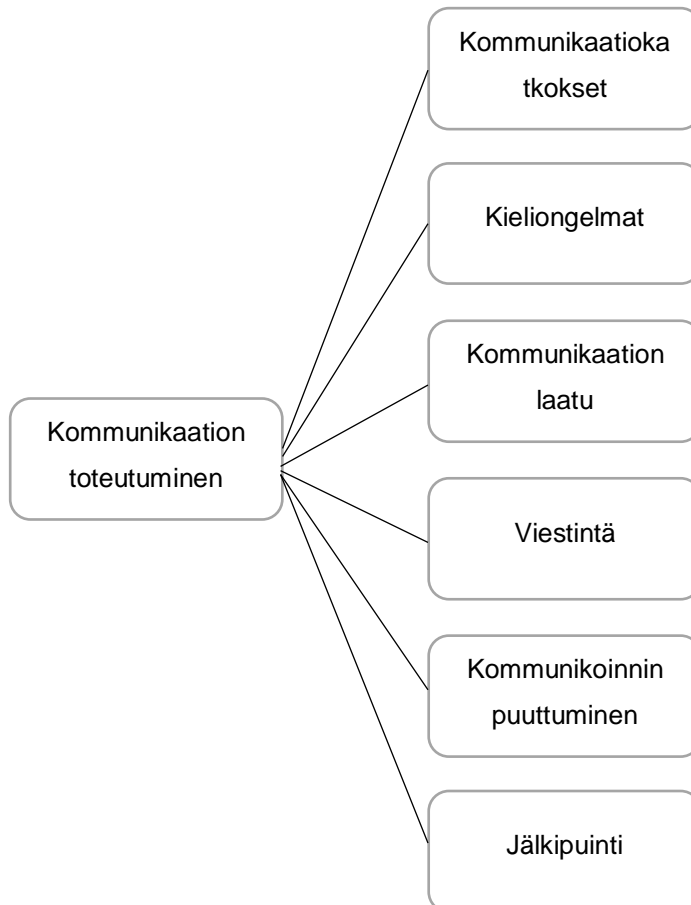 Kommunikaatioka
tkokset
Kieliongelmat
Kommunikaation
laatu
Kommunikaation
toteutuminen
Viestintä
Kommunikoinnin
puuttuminen
Jälkipuinti